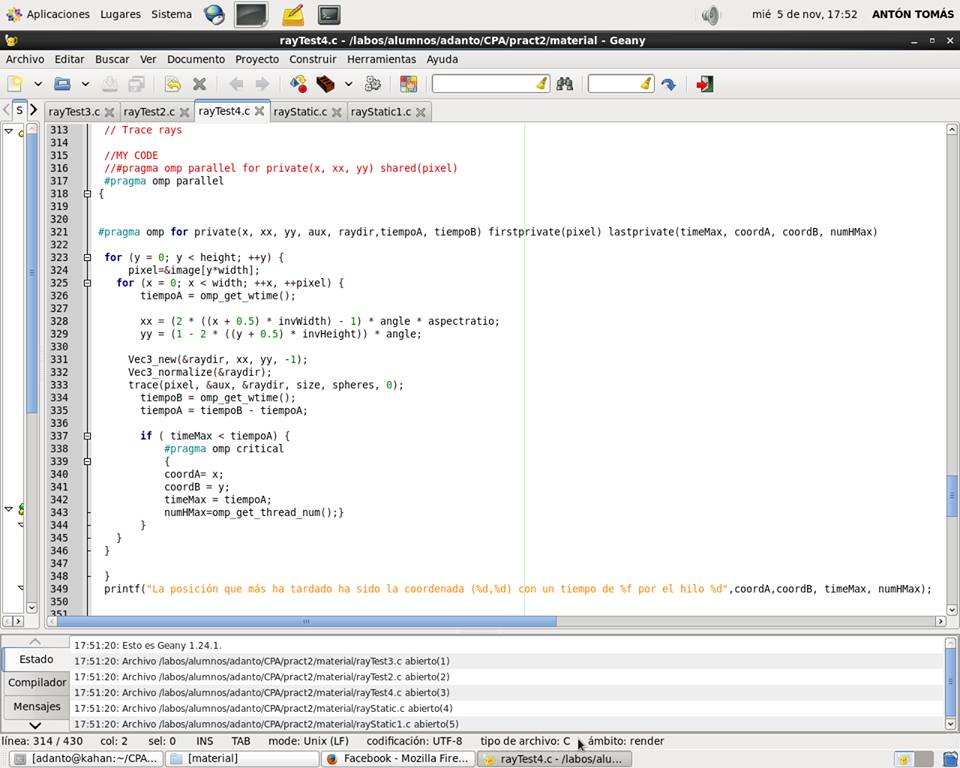 Aplicaciones Lugares Sistema mié 5 de nov, 17:52 ANTÓN TOMÁS
rayTest4.c - /labos/alumnos/adanto/CPA/pract2/material - Geany
Archivo Editar Buscar Ver Documento Proyecto Construir Herramientas Ayuda
S rayTest3.c rayTest2.c rayTest4.c rayStatic.c rayStatic1.c
313 // Trace rays
314
315 //MY CODE
316 //#pragma omp parallel for private(x, xx, yy) shared(pixel)
317 #pragma omp parallel
318 {
319
320
321 #pragma omp for private(x, xx, yy, aux, raydir,tiempoA, tiempoB) firstprivate(pixel) lastprivate(timeMax, coordA, coordB, numHMax)
322
323 for (y = 0; y < height; ++y) {
324 pixel=&image[y*width];
325 for (x = 0; x < width; ++x, ++pixel) {
326 tiempoA = omp_get_wtime();
327
328 xx = (2 * ((x + 0.5) * invWidth) - 1) * angle * aspectratio;
329 yy = (1 - 2 * ((y + 0.5) * invHeight)) * angle;
330
331 Vec3_new(&raydir, xx, yy, -1);
332 Vec3_normalize(&raydir);
333 trace(pixel, &aux, &raydir, size, spheres, 0);
334 tiempoB = omp_get_wtime();
335 tiempoA = tiempoB - tiempoA;
336
337 if ( timeMax < tiempoA) {
338 #pragma omp critical
339 {
340 coordA= x;
341 coordB = y;
342 timeMax = tiempoA;
343 numHMax=omp_get_thread_num();}
344 }
345 }
346 }
347
348 }
349 printf("La posición que más ha tardado ha sido la coordenada (%d,%d) con un tiempo de %f por el hilo %d",coordA,coordB, timeMax, numHMax);
350
351
17:51:20: Esto es Geany 1.24.1.
Estado 17:51:20: Archivo /labos/alumnos/adanto/CPA/pract2/material/rayTest3.c abierto(1)
Compilador 17:51:20: Archivo /labos/alumnos/adanto/CPA/pract2/material/rayTest2.c abierto(2)
17:51:20: Archivo /labos/alumnos/adanto/CPA/pract2/material/rayTest4.c abierto(3)
Mensajes 17:51:20: Archivo /labos/alumnos/adanto/CPA/pract2/material/rayStatic.c abierto(4)
17:51:20: Archivo /labos/alumnos/adanto/CPA/pract2/material/rayStatic1.c abierto(5)
línea: 314 / 430 col: 2 sel: 0 INS TAB mode: Unix (LF) codificación: UTF-8 tipo de archivo: C ámbito: render
[adanto@kahan:~/CPA... [material] Facebook - Mozilla Fire... rayTest4.c - /labos/alu...